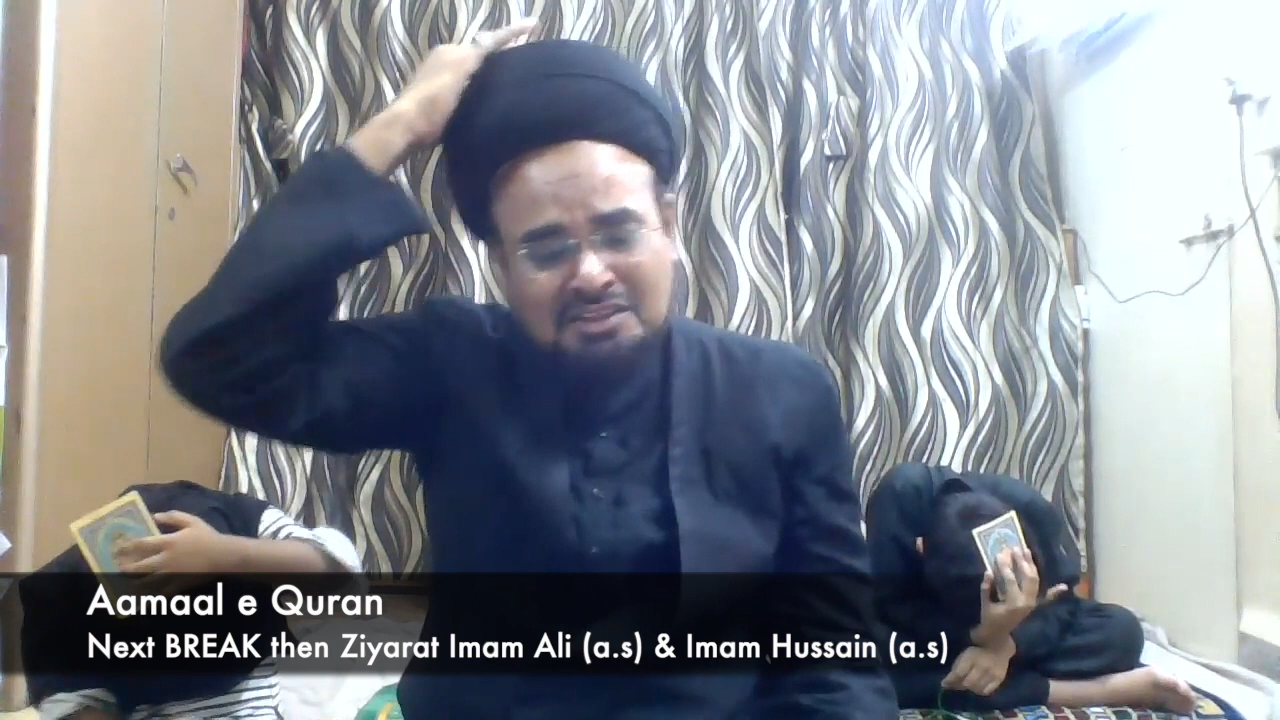 Aamaal e Quran
Next BREAK then Ziyarat Imam Ali (a.s) & Imam Hussain (a.s)